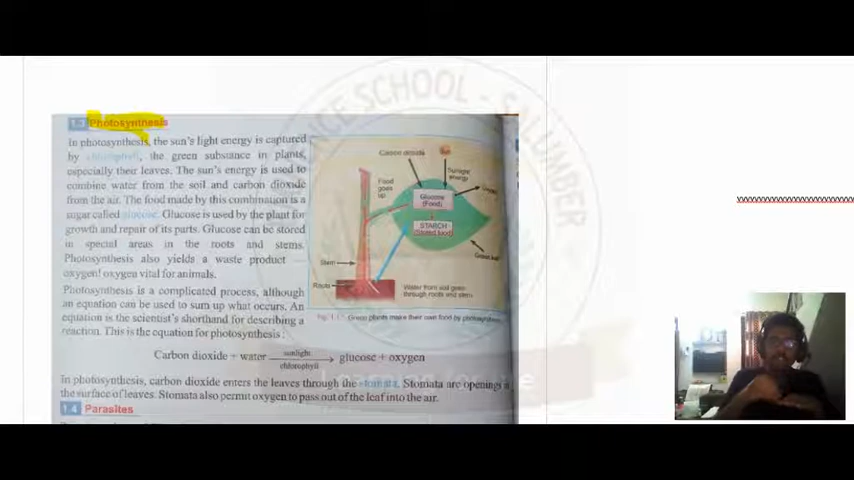 1.3 Photosynthesis
In photosynthesis, the sun's light energy is captured
by chlorophyll, the green substance in plants,
especially their leaves. The sun's energy is used to
combine water from the soil and carbon dioxide
from the air. The food made by this combination is a
sugar called glucose. Glucose is used by the plant for
growth and repair of its parts. Glucose can be stored
in special areas in the roots and stems.
Photosynthesis also yields a waste product
oxygen! oxygen vital for animals.
Photosynthesis is a complicated process, although
an equation can be used to sum up what occurs. An
equation is the scientist's shorthand for describing a
reaction. This is the equation for photosynthesis:
Carbon dioxide
Sunlight
energy
Food
goes
up
Glucose
(Food)
STARCH
(stored food)
Green leaf
Stem
Roots
Water from soil goes
through roots and stem
Fig. 1.1 Green plants make their own food by photosynthesis
Carbon dioxide + water sunlight chlorophyll → glucose + oxygen
In photosynthesis, carbon dioxide enters the leaves through the stomata. Stomata are openings
the surface of leaves. Stomata also permit oxygen to pass out of the leaf into the air.
1.4 Parasites
SCHOOL - SALLUMBER